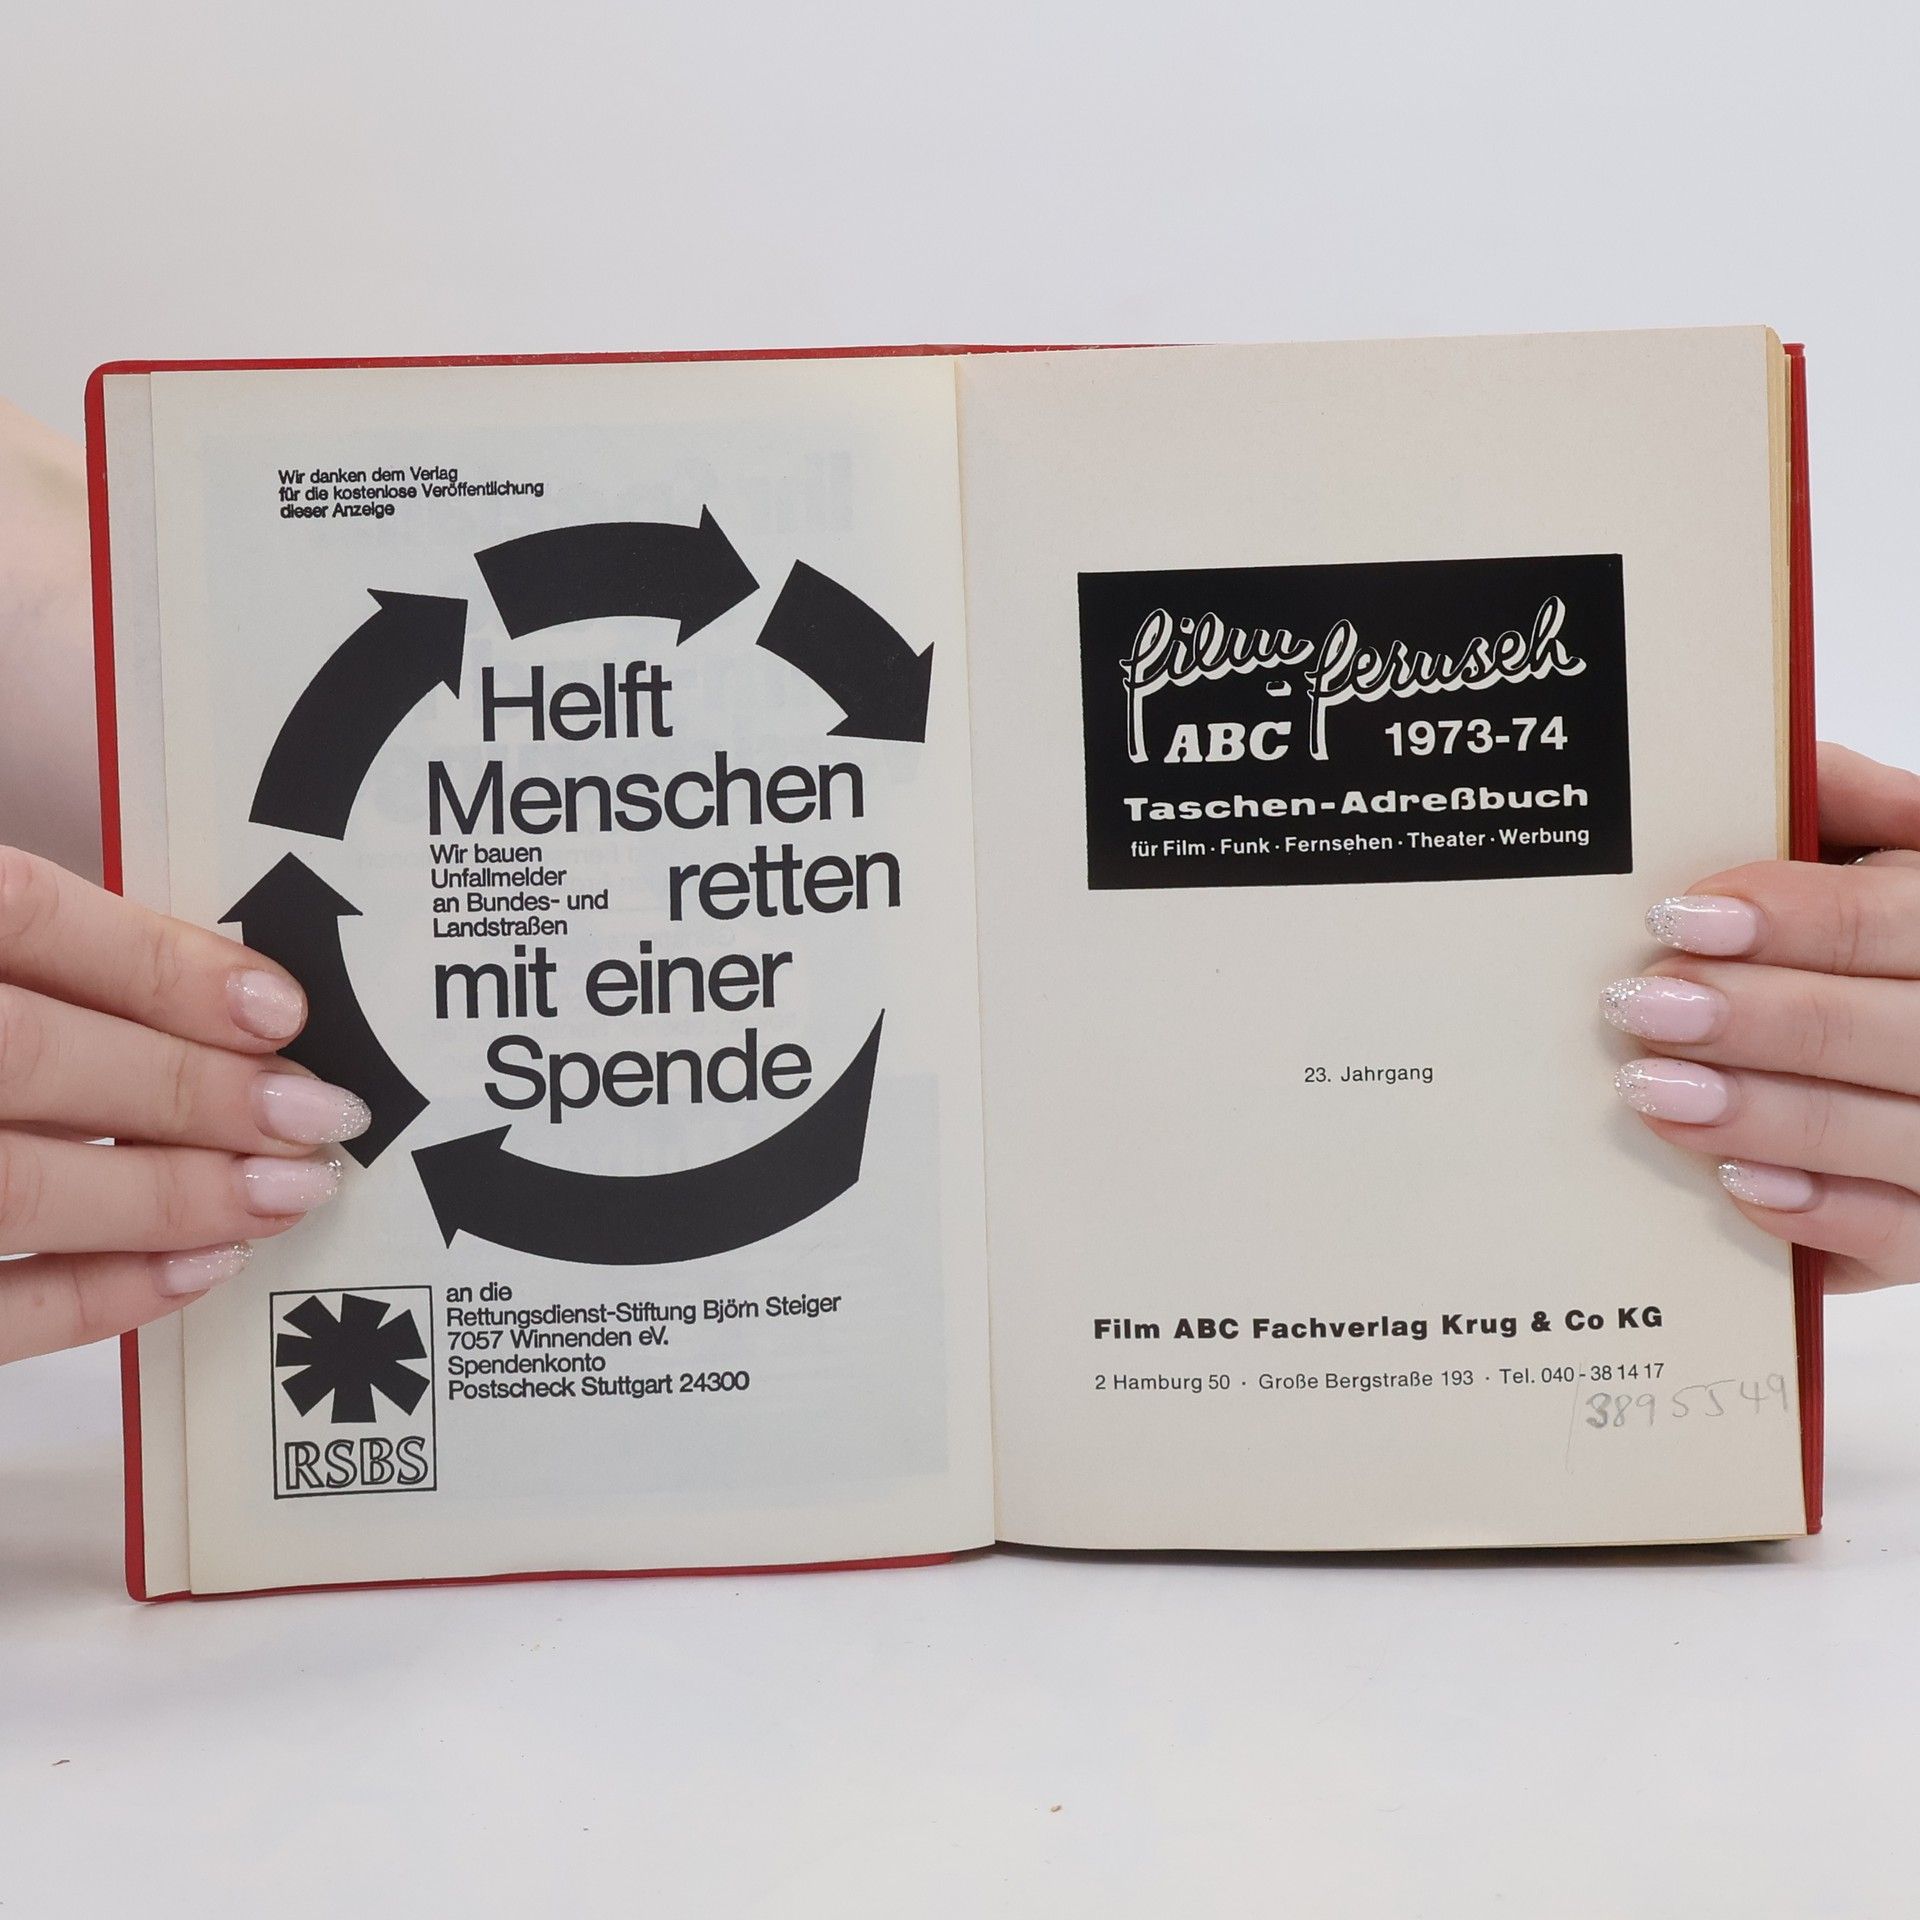 Wir danken dem Verlag
für die kostenlose Veröffentlichung
dieser Anzeige
Helft
Menschen
Wir bauen
Unfallmelder
an Bundes- und
Landstraßen
retten
mit einer
Spende
an die
Rettungsdienst-Stiftung Björn Steiger
7057 Winnenden eV.
Spendenkonto
Postscheck Stuttgart 24300
RSBS
film-fernseh
ABC 1973-74
Taschen-Adreßbuch
für Film · Funk · Fernsehen · Theater · Werbung
23. Jahrgang
Film ABC Fachverlag Krug & Co KG
2 Hamburg 50 · Große Bergstraße 193 · Tel. 040-38 14 17
3895549